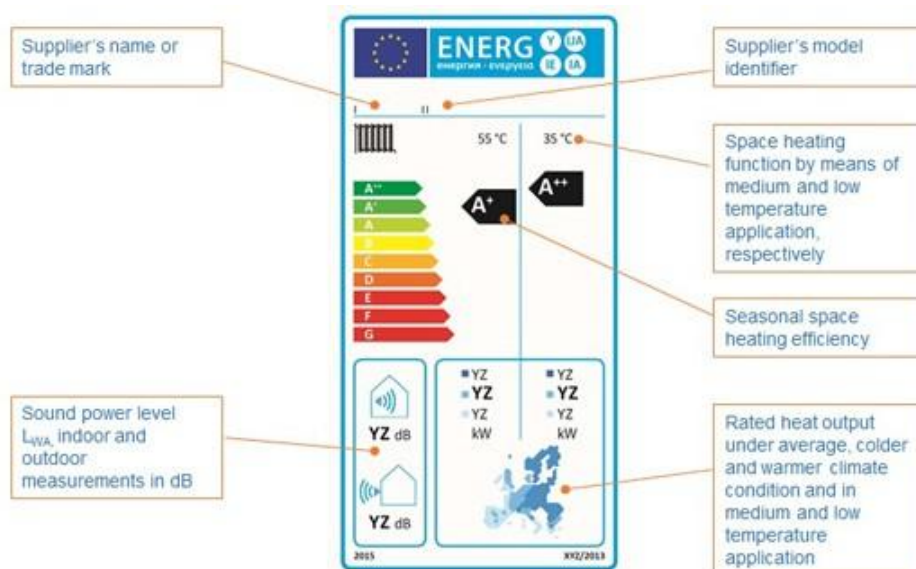 Supplier´s name or
trade mark
ENERG
енергия · ενεργεια
Y UA
IE IA
Supplier´s model
identifier
I
II
55 °C
35 °C
Space heating
function by means of
medium and low
temperature
application,
respectively
A++
A+
A
B
C
D
E
F
G
A+
A++
Seasonal space
heating efficiency
Sound power level
LWA, indoor and
outdoor
measurements in dB
YZ dB
YZ dB
YZ
YZ
YZ
kW
YZ
YZ
YZ
kW
Rated heat output
under average, colder
and warmer climate
condition and in
medium and low
temperature
application
2015
XYZ/2013